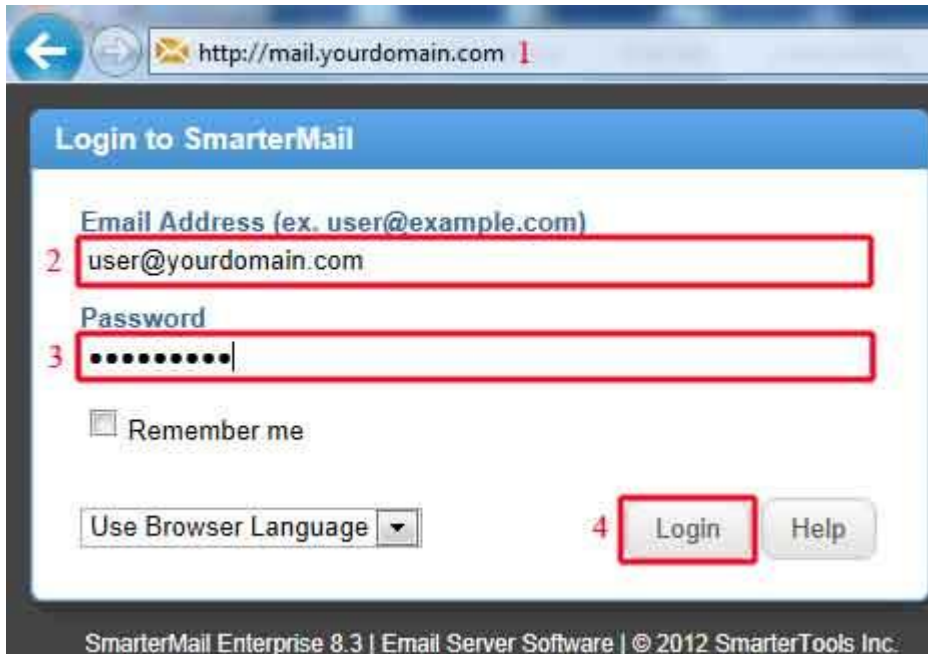 http://mail.yourdomain.com 1
Login to SmarterMail
Email Address (ex. user@example.com)
2 user@yourdomain.com
Password
3 •••••••••
Remember me
Use Browser Language 4 Login Help
SmarterMail Enterprise 8.3 | Email Server Software | © 2012 SmarterTools Inc.